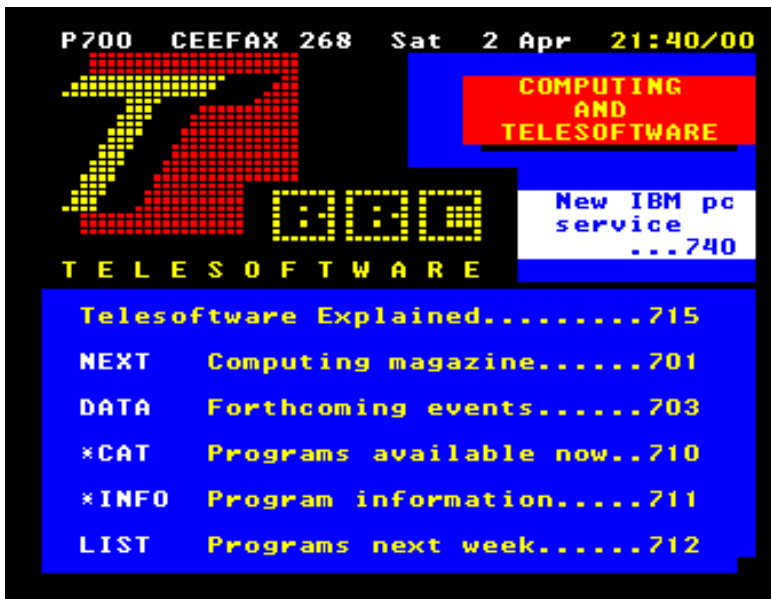 P700 CEEFAX 268 Sat 2 Apr 21:40/00
COMPUTING
AND
TELESOFTWARE
T
BBC
New IBM pc
service
...740
TELESOFTWARE
Telesoftware Explained.........715
NEXT Computing magazine......701
DATA Forthcoming events......703
*CAT Programs available now..710
*INFO Program information.....711
LIST Programs next week......712